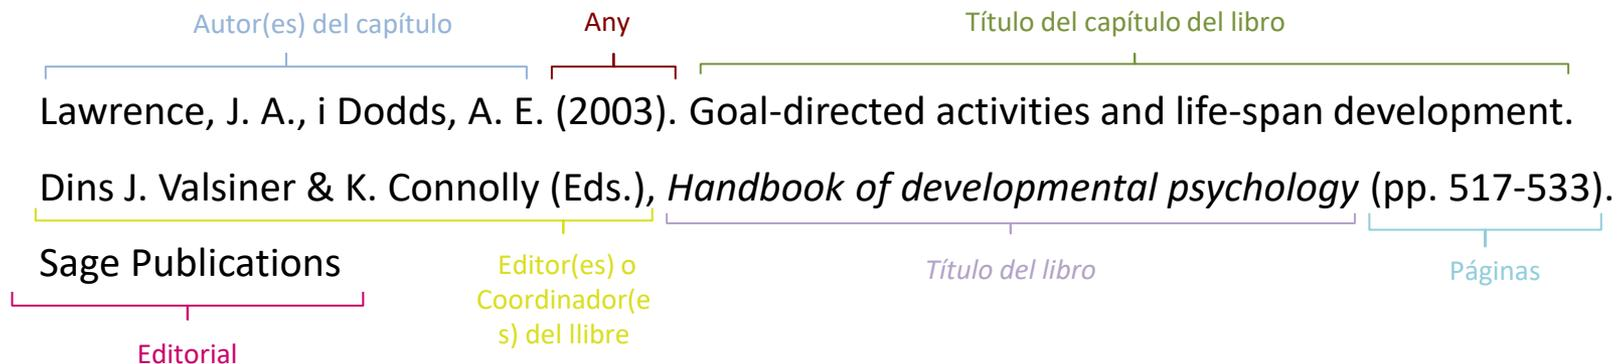 Autor(es) del capítulo
Any
Título del capítulo del libro
Lawrence, J. A., i Dodds, A. E. (2003). Goal-directed activities and life-span development.
Dins J. Valsiner & K. Connolly (Eds.), Handbook of developmental psychology (pp. 517-533).
Sage Publications
Editor(es) o
Coordinador(e
s) del llibre
Título del libro
Páginas
Editorial